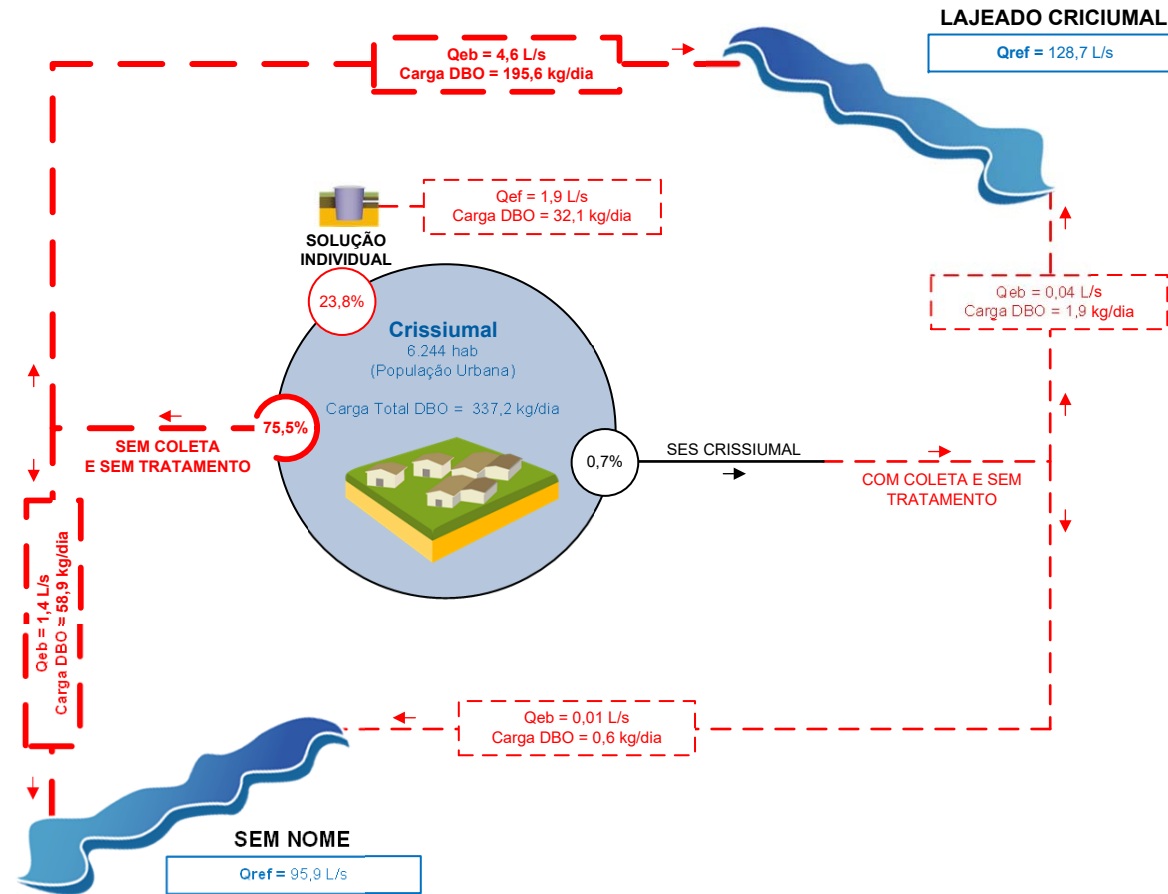 LAJEADO CRICIUMAL
Qref = 128,7 L/s
Qeb = 4,6 L/s
Carga DBO = 195,6 kg/dia
Qef = 1,9 L/s
Carga DBO = 32,1 kg/dia
SOLUÇÃO
INDIVIDUAL
23,8%
Crissiumal
6.244 hab
(População Urbana)
Carga Total DBO = 337,2 kg/dia
75,5%
SEM COLETA
E SEM TRATAMENTO
0,7%
SES CRISSIUMAL
COM COLETA E SEM
TRATAMENTO
Qeb = 0,04 L/s
Carga DBO = 1,9 kg/dia
Qeb = 1,4 L/s
Carga DBO = 58,9 kg/dia
Qeb = 0,01 L/s
Carga DBO = 0,6 kg/dia
SEM NOME
Qref = 95,9 L/s